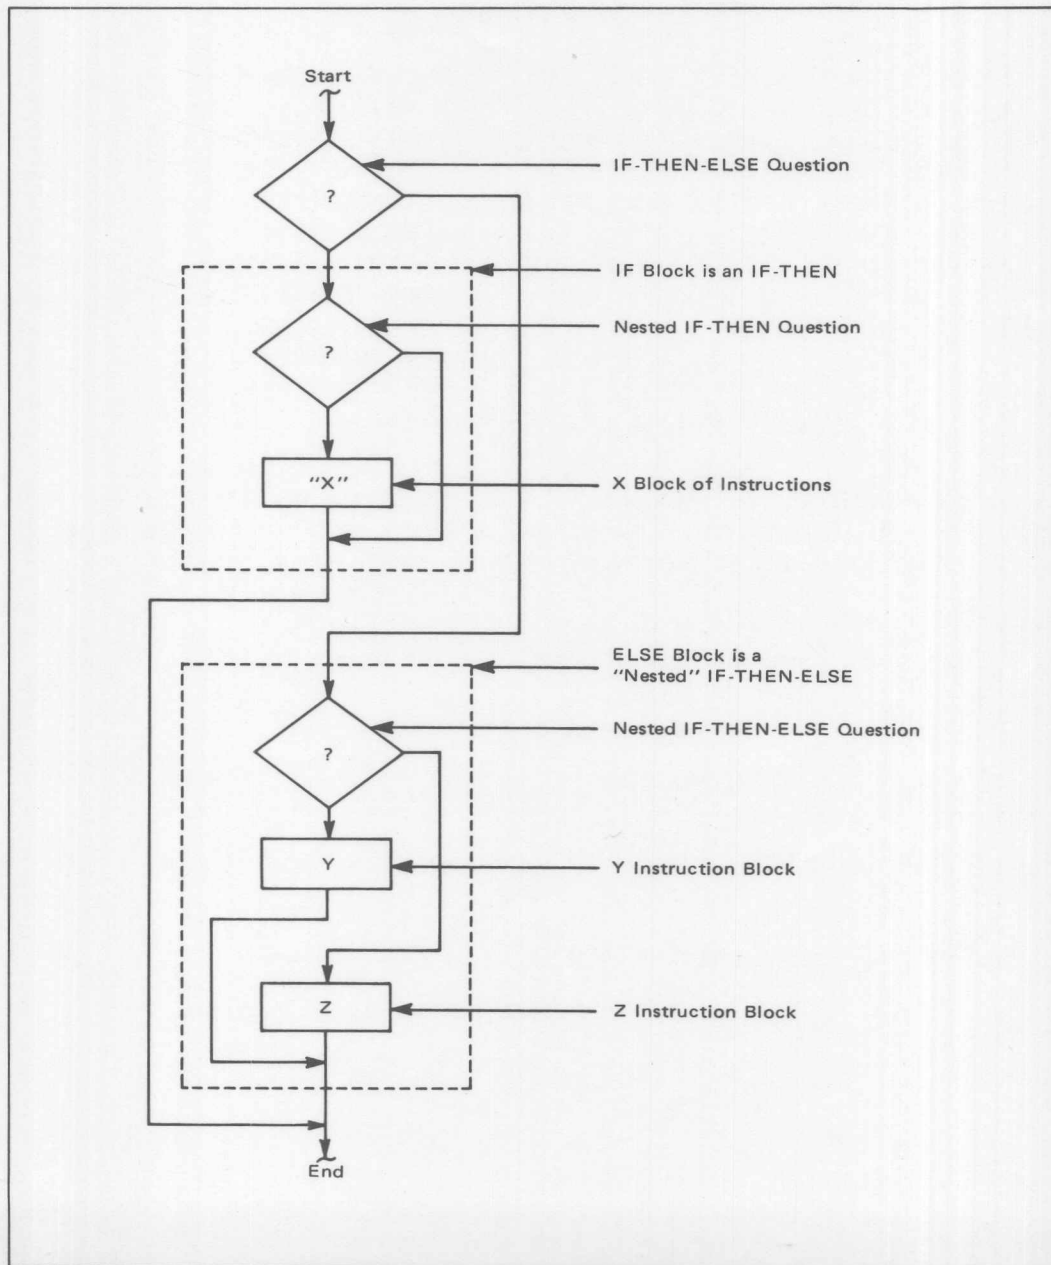 Start
IF-THEN-ELSE Question
?
IF Block is an IF-THEN
Nested IF-THEN Question
?
"X"
X Block of Instructions
ELSE Block is a
"Nested" IF-THEN-ELSE
Nested IF-THEN-ELSE Question
?
Y
Y Instruction Block
Z
Z Instruction Block
End